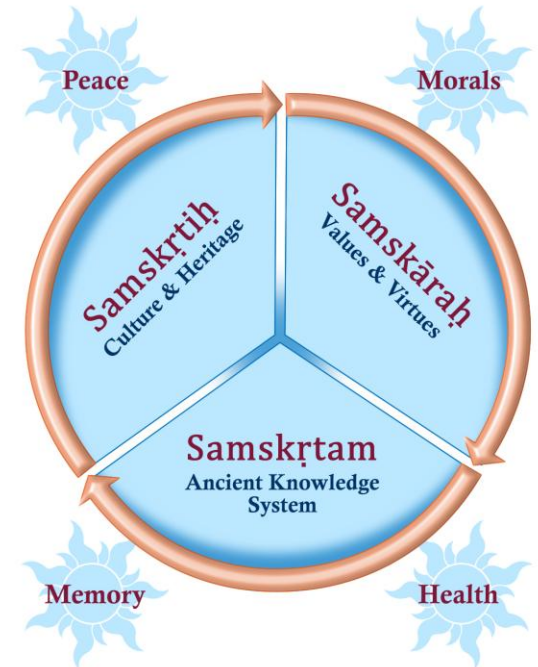 Peace
Morals
Samskṛtiḥ
Culture & Heritage
Samskāraḥ
Values & Virtues
Samskṛtam
Ancient Knowledge
System
Memory
Health